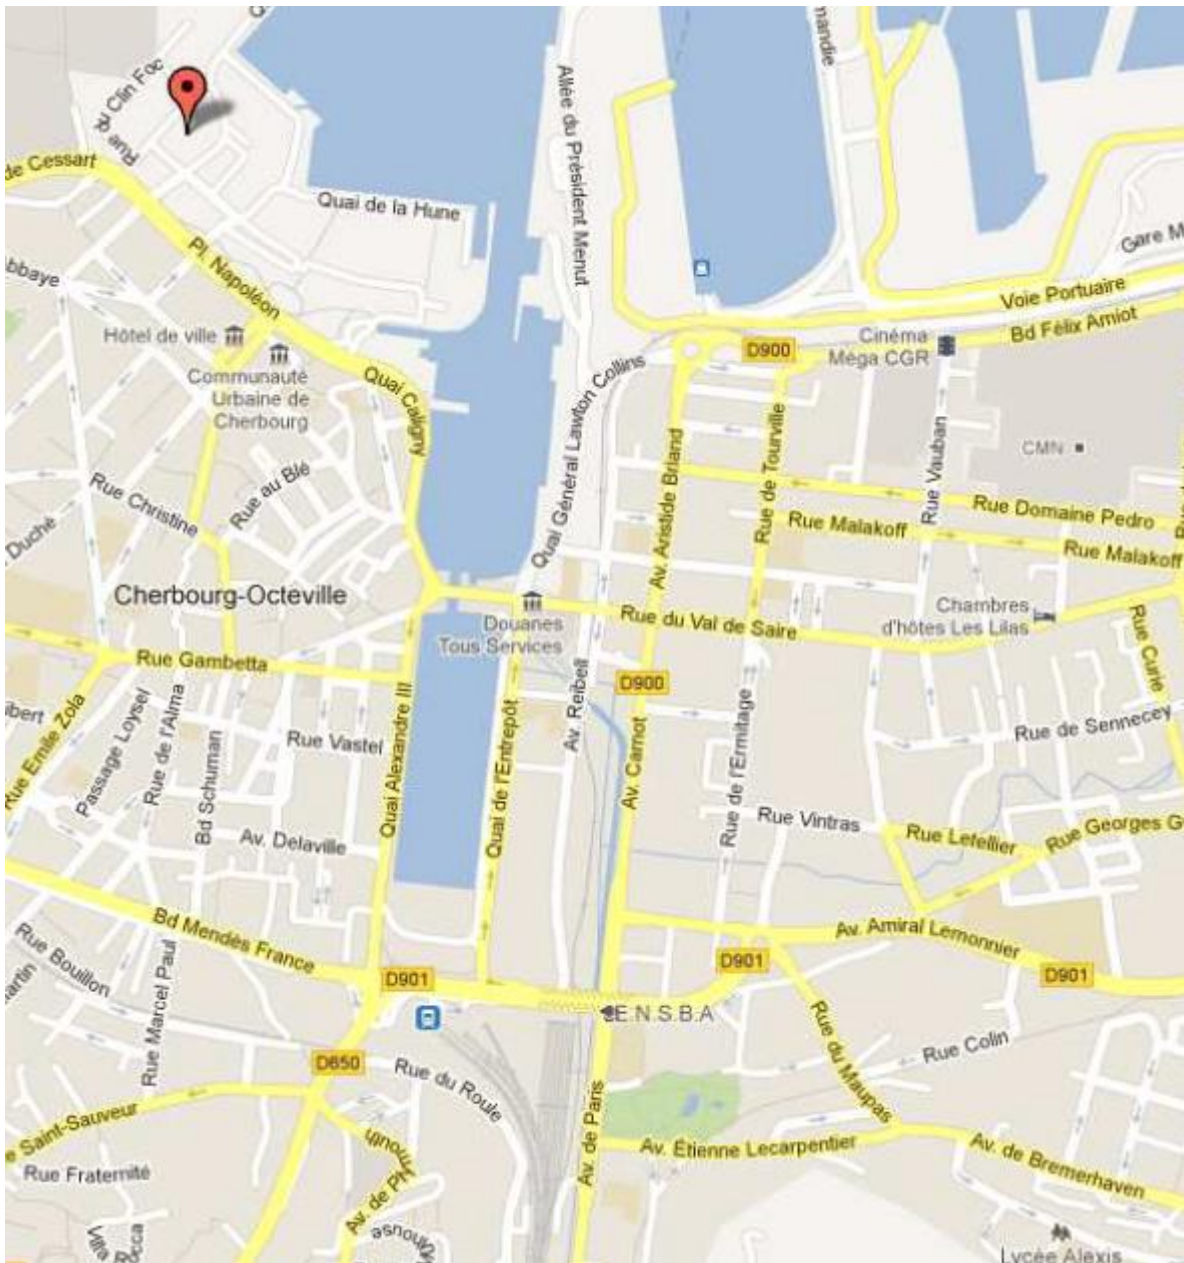 Rue du Clin Foc
de Cessart
Allée du Président Menut
mandie
Quai de la Hune
Pl. Napoléon
Abbaye
Gare M
Voie Portuaire
Bd Félix Amiot
Hôtel de ville
Communauté
Urbaine de
Cherbourg
Cinéma
Méga CGR
D900
Quai Caligny
Quai Général Lawton Collins
Av. Aristide Briand
Rue de Tourville
Rue Vauban
CMN
Rue Christine
Rue au Blé
Rue Domaine Pedro
Rue Malakoff
Rue Malakoff
Duché
Cherbourg-Octeville
Douanes
Tous Services
Rue du Val de Saire
Chambres
d'hôtes Les Lilas
Rue Curie
Rue Gambetta
D900
Rue Emile Zola
Passage Loysel
Rue de l'Alma
Bd Schuman
Rue Vastel
Quai Alexandre III
Quai de l'Entrepôt
Av. Reibell
Av. Carnot
Rue de l'Ermitage
Rue de Sennecey
Rue Vintras
Rue Letellier
Rue Georges G
Av. Delaville
Bd Mendès France
Av. Amiral Lemonnier
Rue Bouillon
Rue Marcel Paul
D901
D901
D901
E.N.S.B.A
Rue du Maupas
Rue Colin
D650
Rue du Roule
Av. de Paris
e Saint-Sauveur
Rue Fraternité
Av. Étienne Lecarpentier
Av. de Bremerhaven
Villa Rocca
Lycée Alexis